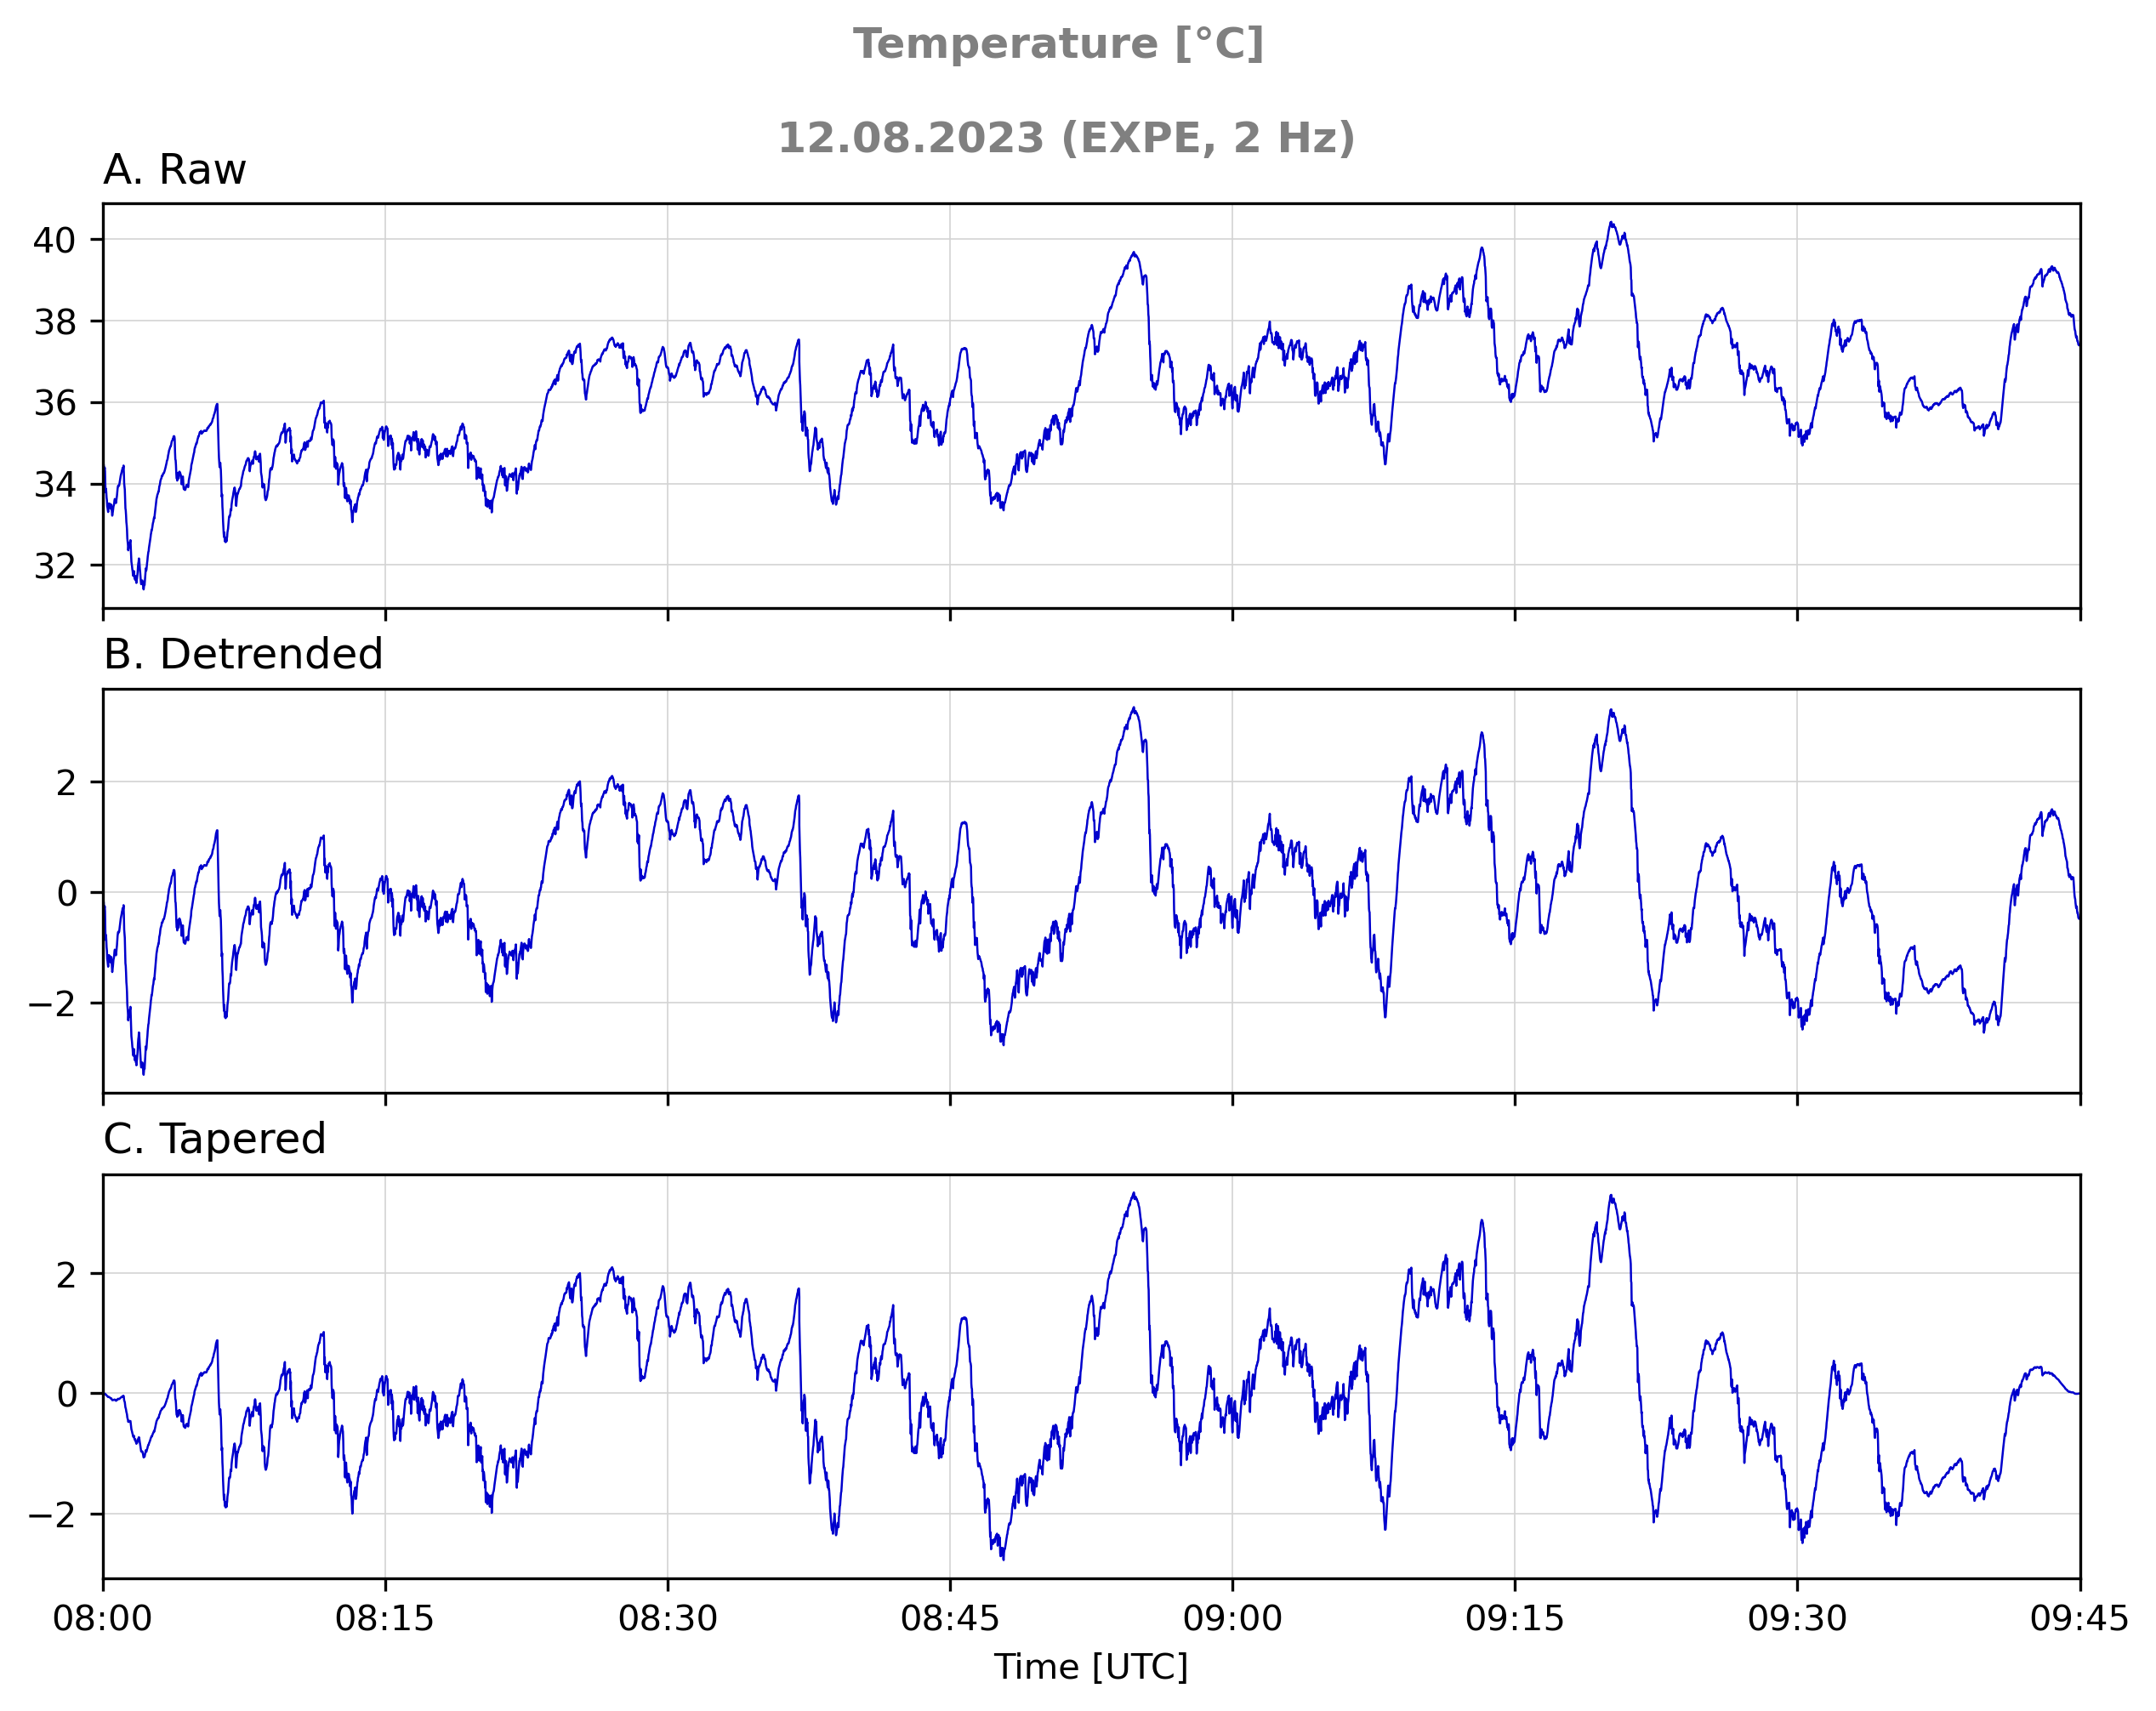 Temperature [°C]
12.08.2023 (EXPE, 2 Hz)
A. Raw
40
38
36
34
32
B. Detrended
2
0
−2
C. Tapered
2
0
−2
08:00 08:15 08:30 08:45 09:00 09:15 09:30 09:45
Time [UTC]